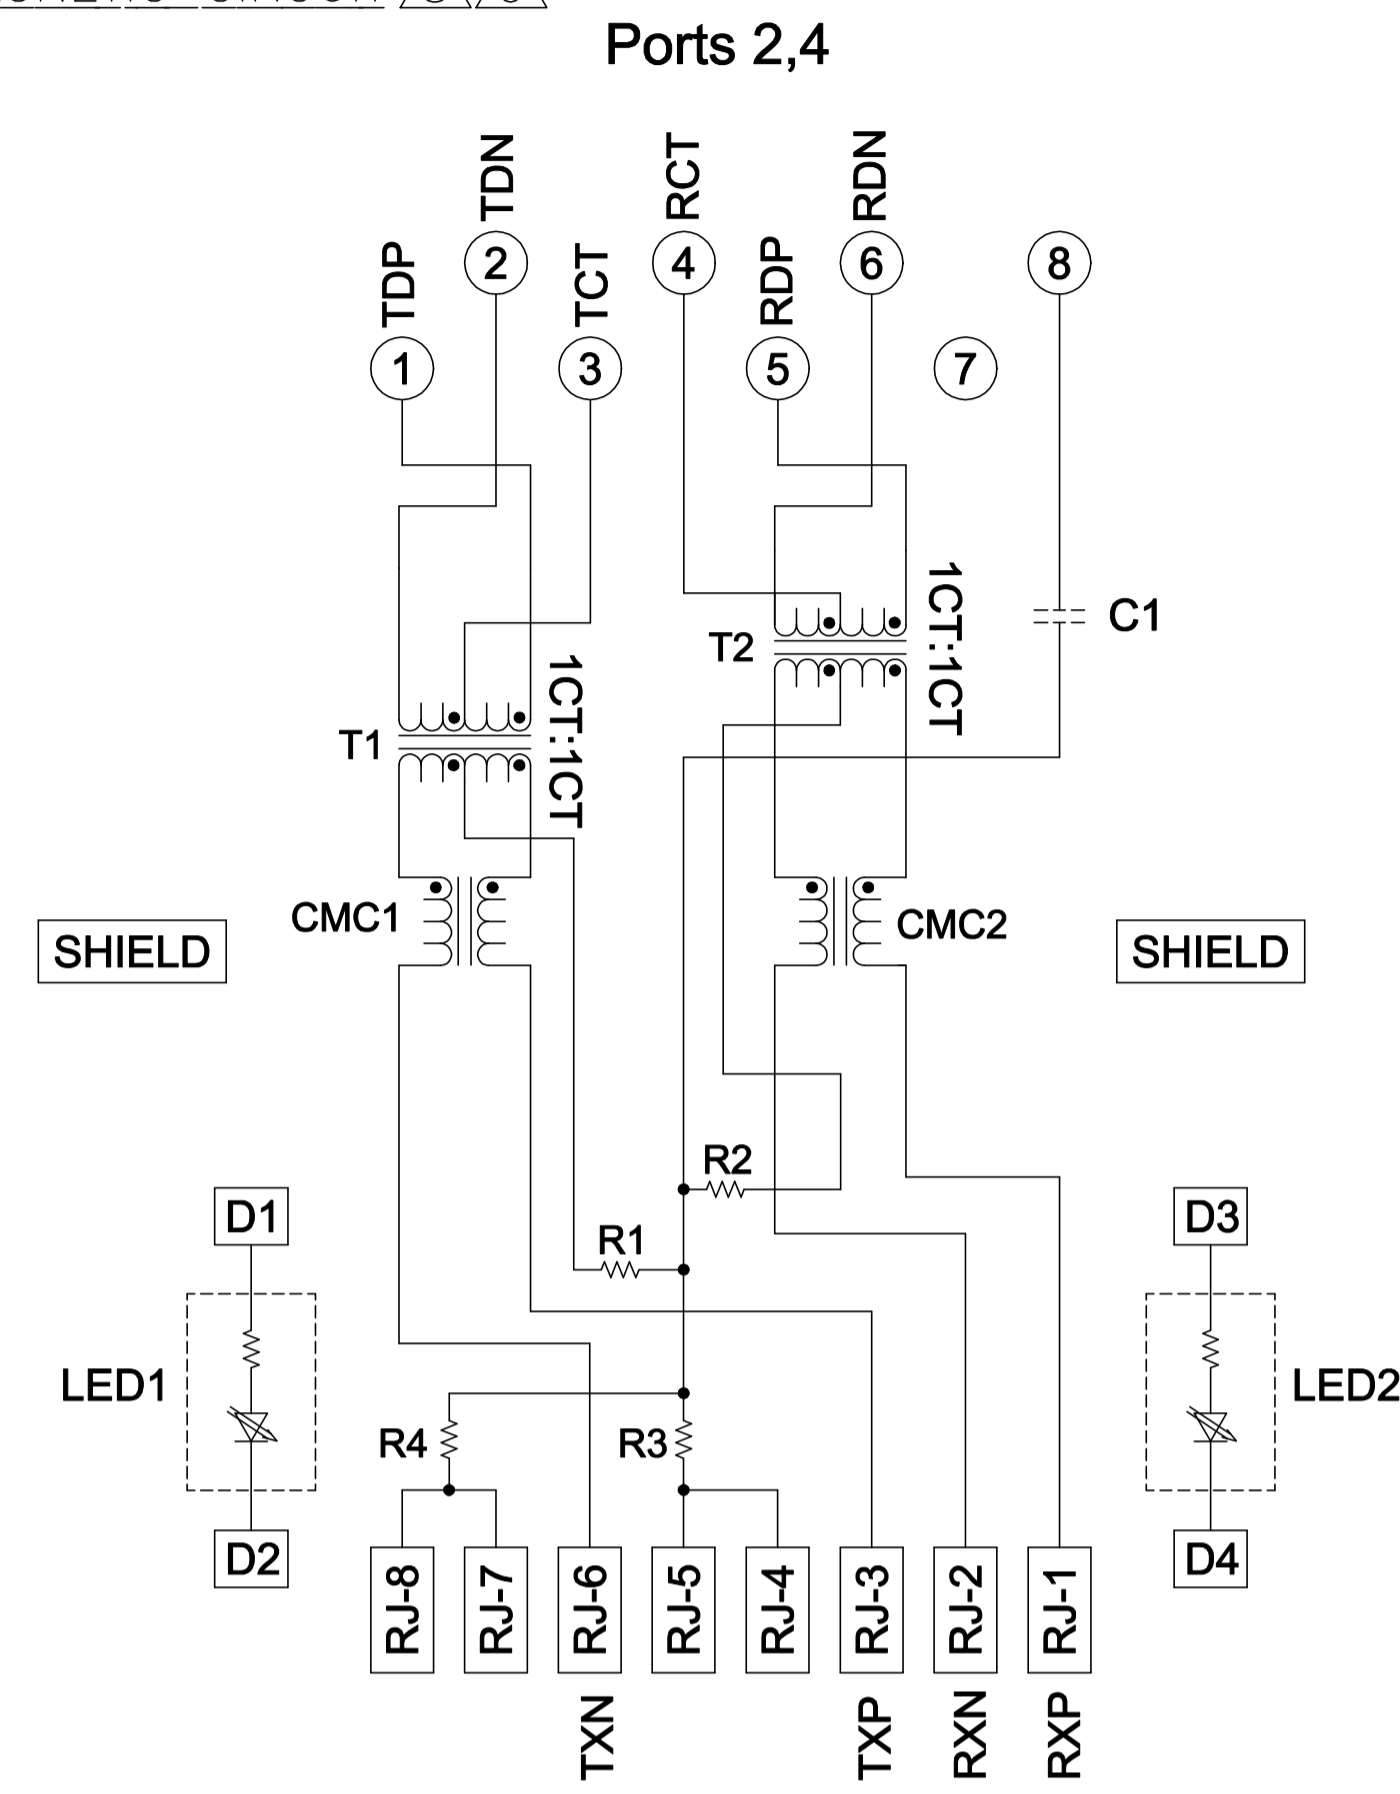 Ports 2,4
TDP
TDN
TCT
RCT
RDP
RDN
1
2
3
4
5
6
7
8
T1
1CT:1CT
T2
1CT:1CT
C1
CMC1
CMC2
SHIELD
SHIELD
R2
R1
D1
LED1
D2
D3
LED2
D4
R4
R3
RJ-8
RJ-7
RJ-6
RJ-5
RJ-4
RJ-3
RJ-2
RJ-1
TXN
TXP
RXN
RXP